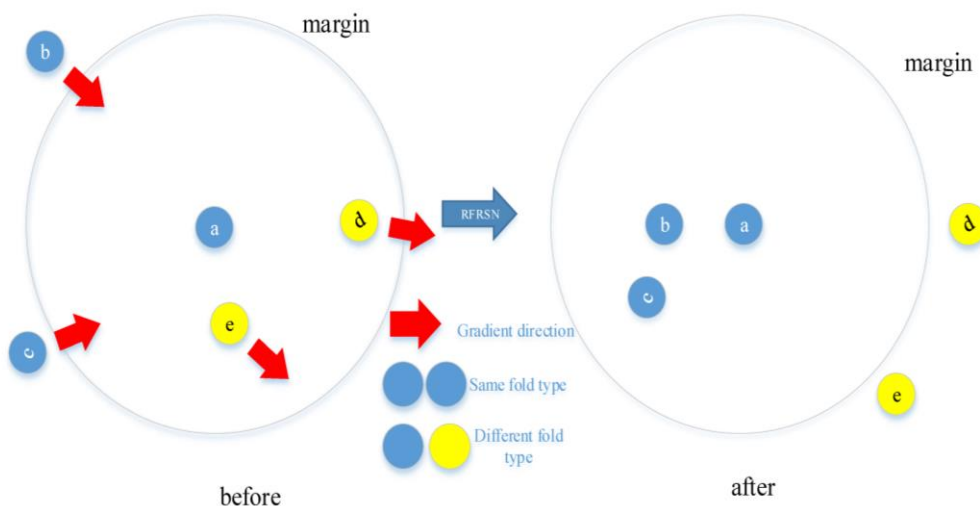 margin
b
a
d
e
c
RFRSN
Gradient direction
Same fold type
Different fold
type
before
margin
b
a
d
c
e
after